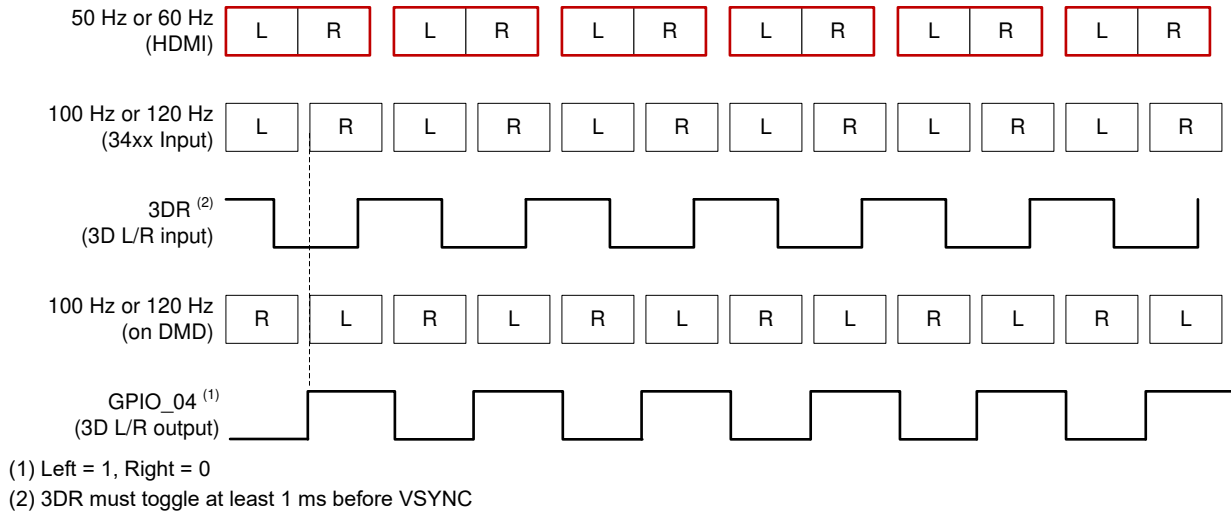 50 Hz or 60 Hz
(HDMI)
L R L R L R L R L R L R
100 Hz or 120 Hz
(34xx Input)
L R L R L R L R L R L R
3DR (2)
(3D L/R input)
100 Hz or 120 Hz
(on DMD)
R L R L R L R L R L R L
GPIO_04 (1)
(3D L/R output)
(1) Left = 1, Right = 0
(2) 3DR must toggle at least 1 ms before VSYNC